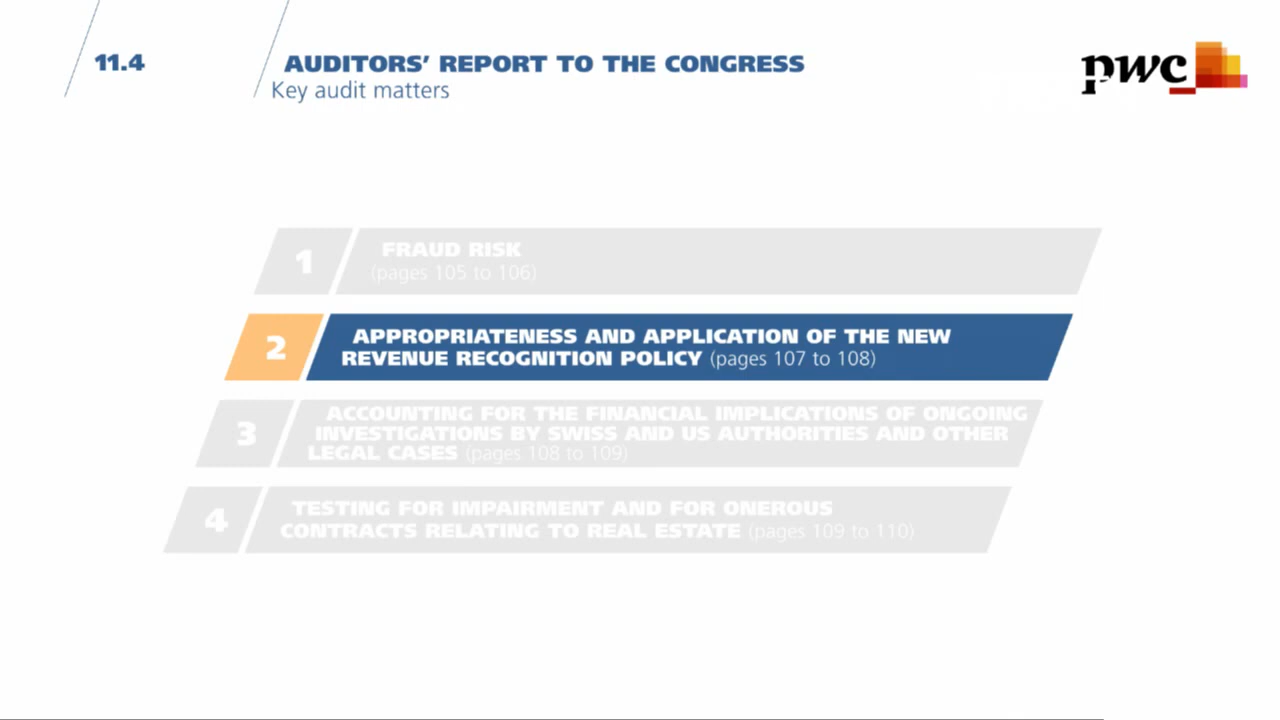 11.4
AUDITORS’ REPORT TO THE CONGRESS
Key audit matters
pwc
1
FRAUD RISK
(pages 105 to 106)
2
APPROPRIATENESS AND APPLICATION OF THE NEW
REVENUE RECOGNITION POLICY (pages 107 to 108)
3
ACCOUNTING FOR THE FINANCIAL IMPLICATIONS OF ONGOING
INVESTIGATIONS BY SWISS AND US AUTHORITIES AND OTHER
LEGAL CASES (pages 108 to 109)
4
TESTING FOR IMPAIRMENT AND FOR ONEROUS
CONTRACTS RELATING TO REAL ESTATE (pages 109 to 110)